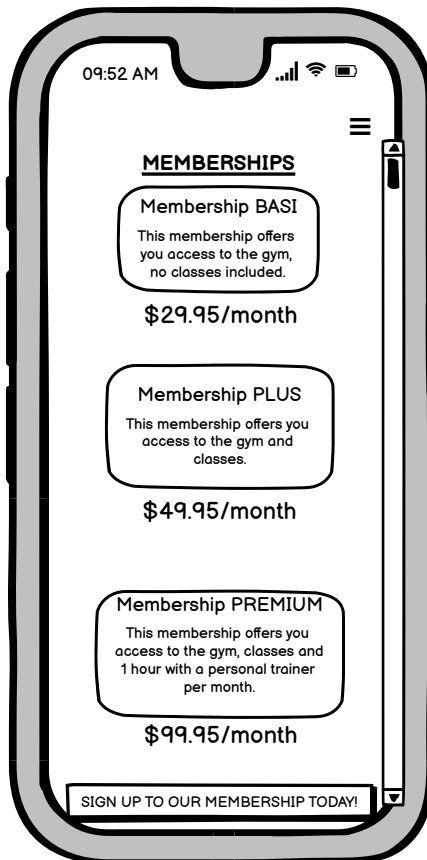 09:52 AM
MEMBERSHIPS
Membership BASI
This membership offers
you access to the gym,
no classes included.
$29.95/month
Membership PLUS
This membership offers you
access to the gym and
classes.
$49.95/month
Membership PREMIUM
This membership offers you
access to the gym, classes and
1 hour with a personal trainer
per month.
$99.95/month
SIGN UP TO OUR MEMBERSHIP TODAY!